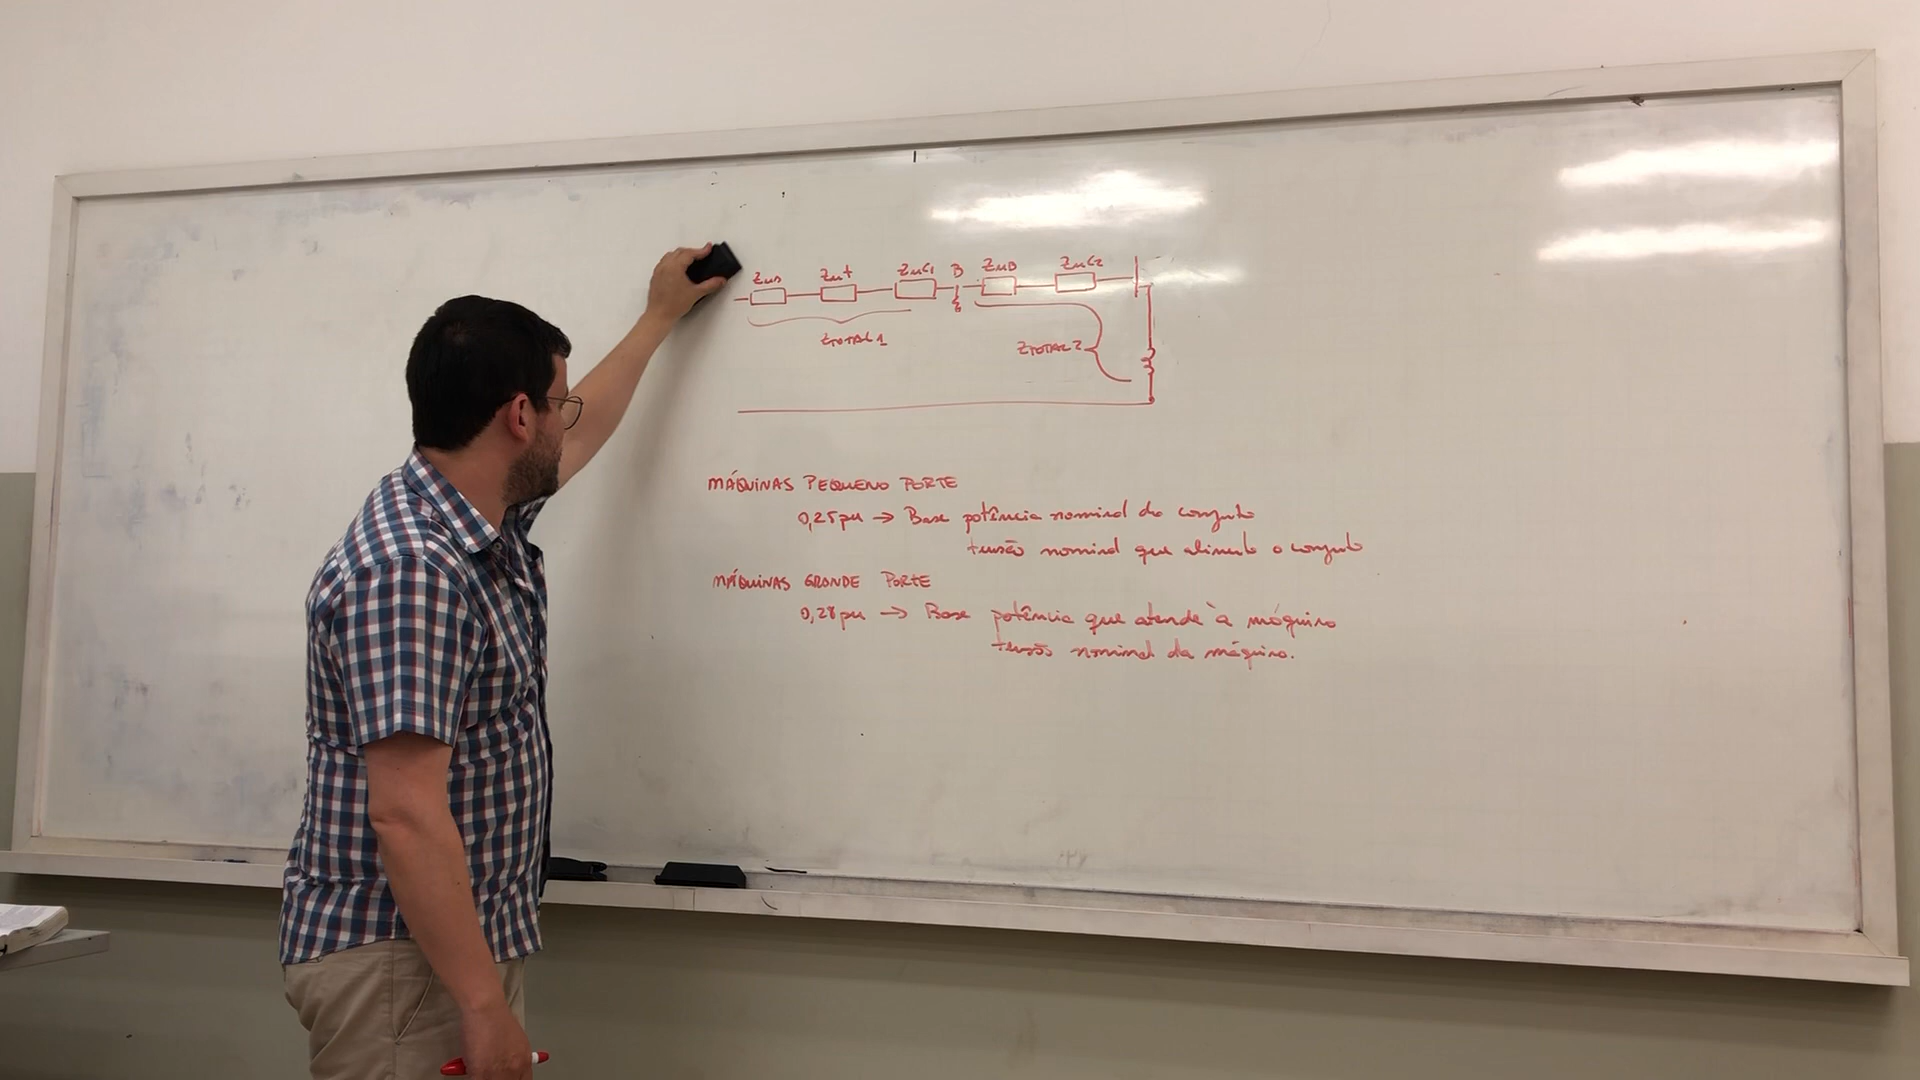 Zus Zut Zuc1 B ZuB Zuc2
ZTOTAL 1
ZTOTAL 2
MÁQUINAS PEQUENO PORTE
0,25pu → Base potência nominal do conjunto
tensão nominal que alimenta o conjunto
MÁQUINAS GRANDE PORTE
0,28pu → Base potência que atende à máquina
tensão nominal da máquina.